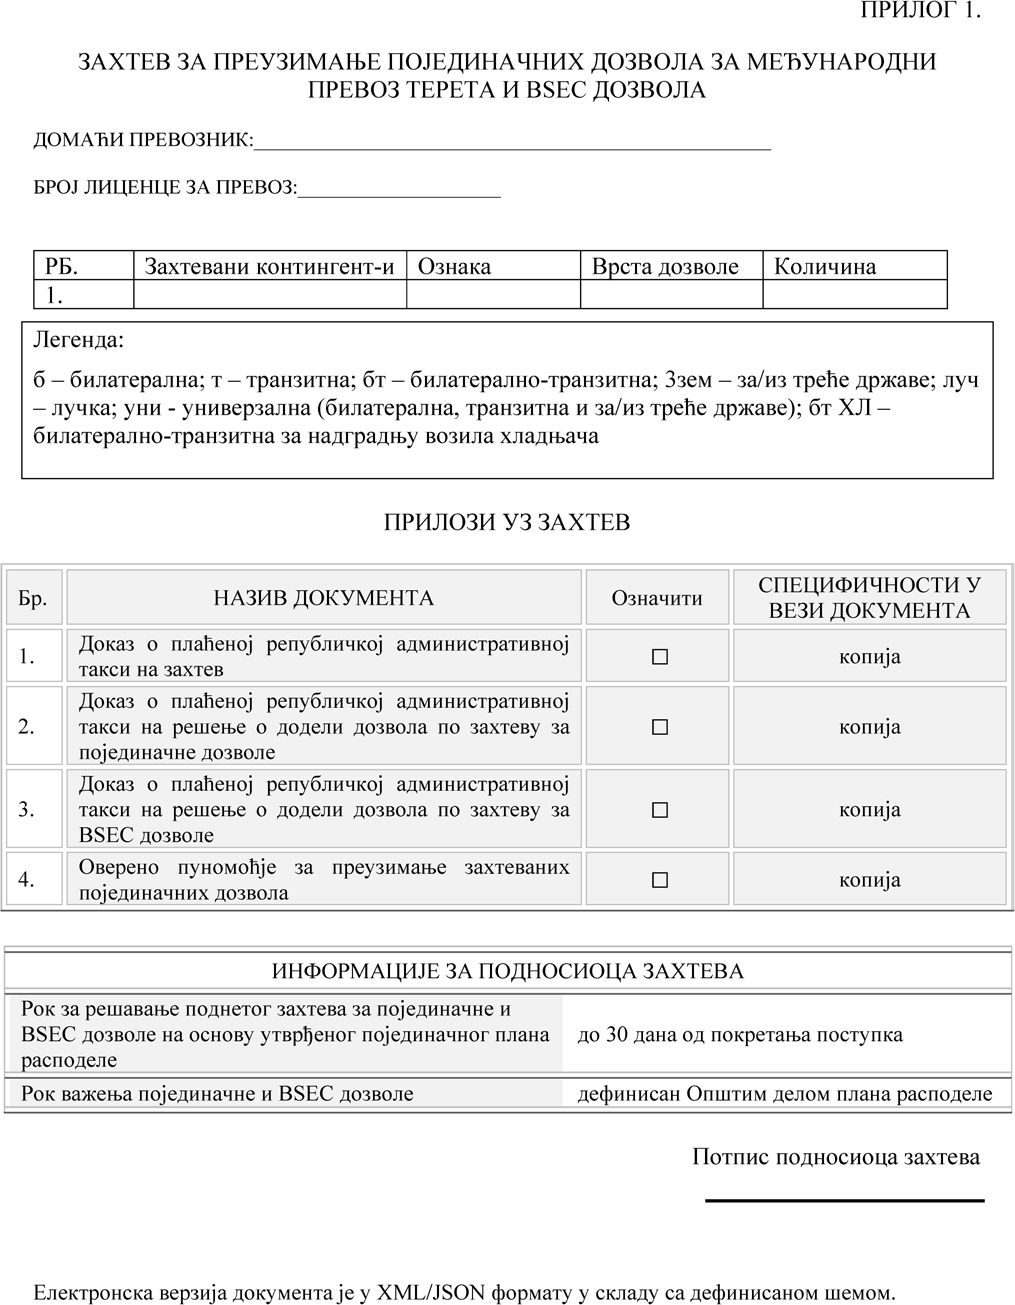 ПРИЛОГ 1.
ЗАХТЕВ ЗА ПРЕУЗИМАЊЕ ПОЈЕДИНАЧНИХ ДОЗВОЛА ЗА МЕЂУНАРОДНИ
ПРЕВОЗ ТЕРЕТА И BSEC ДОЗВОЛА
ДОМАЋИ ПРЕВОЗНИК:
БРОЈ ЛИЦЕНЦЕ ЗА ПРЕВОЗ:
РБ. Захтевани контингент-и Ознака Врста дозволе Количина
1.
Легенда:
б – билатерална; т – транзитна; бт – билатерално-транзитна; 3зем – за/из треће државе; луч
– лучка; уни - универзална (билатерална, транзитна и за/из треће државе); бт ХЛ –
билатерално-транзитна за надградњу возила хладњача
ПРИЛОЗИ УЗ ЗАХТЕВ
Бр. НАЗИВ ДОКУМЕНТА Означити СПЕЦИФИЧНОСТИ У
ВЕЗИ ДОКУМЕНТА
1. Доказ о плаћеној републичкој административној
такси на захтев ☐ копија
2. Доказ о плаћеној републичкој административној
такси на решење о додели дозвола по захтеву за
појединачне дозволе ☐ копија
3. Доказ о плаћеној републичкој административној
такси на решење о додели дозвола по захтеву за
BSEC дозволе ☐ копија
4. Оверено пуномоћје за преузимање захтеваних
појединачних дозвола ☐ копија
ИНФОРМАЦИЈЕ ЗА ПОДНОСИОЦА ЗАХТЕВА
Рок за решавање поднетог захтева за појединачне и
BSEC дозволе на основу утврђеног појединачног плана
расподеле
до 30 дана од покретања поступка
Рок важења појединачне и BSEC дозволе дефинисан Општим делом плана расподеле
Потпис подносиоца захтева
Електронска верзија документа је у XML/JSON формату у складу са дефинисаном шемом.